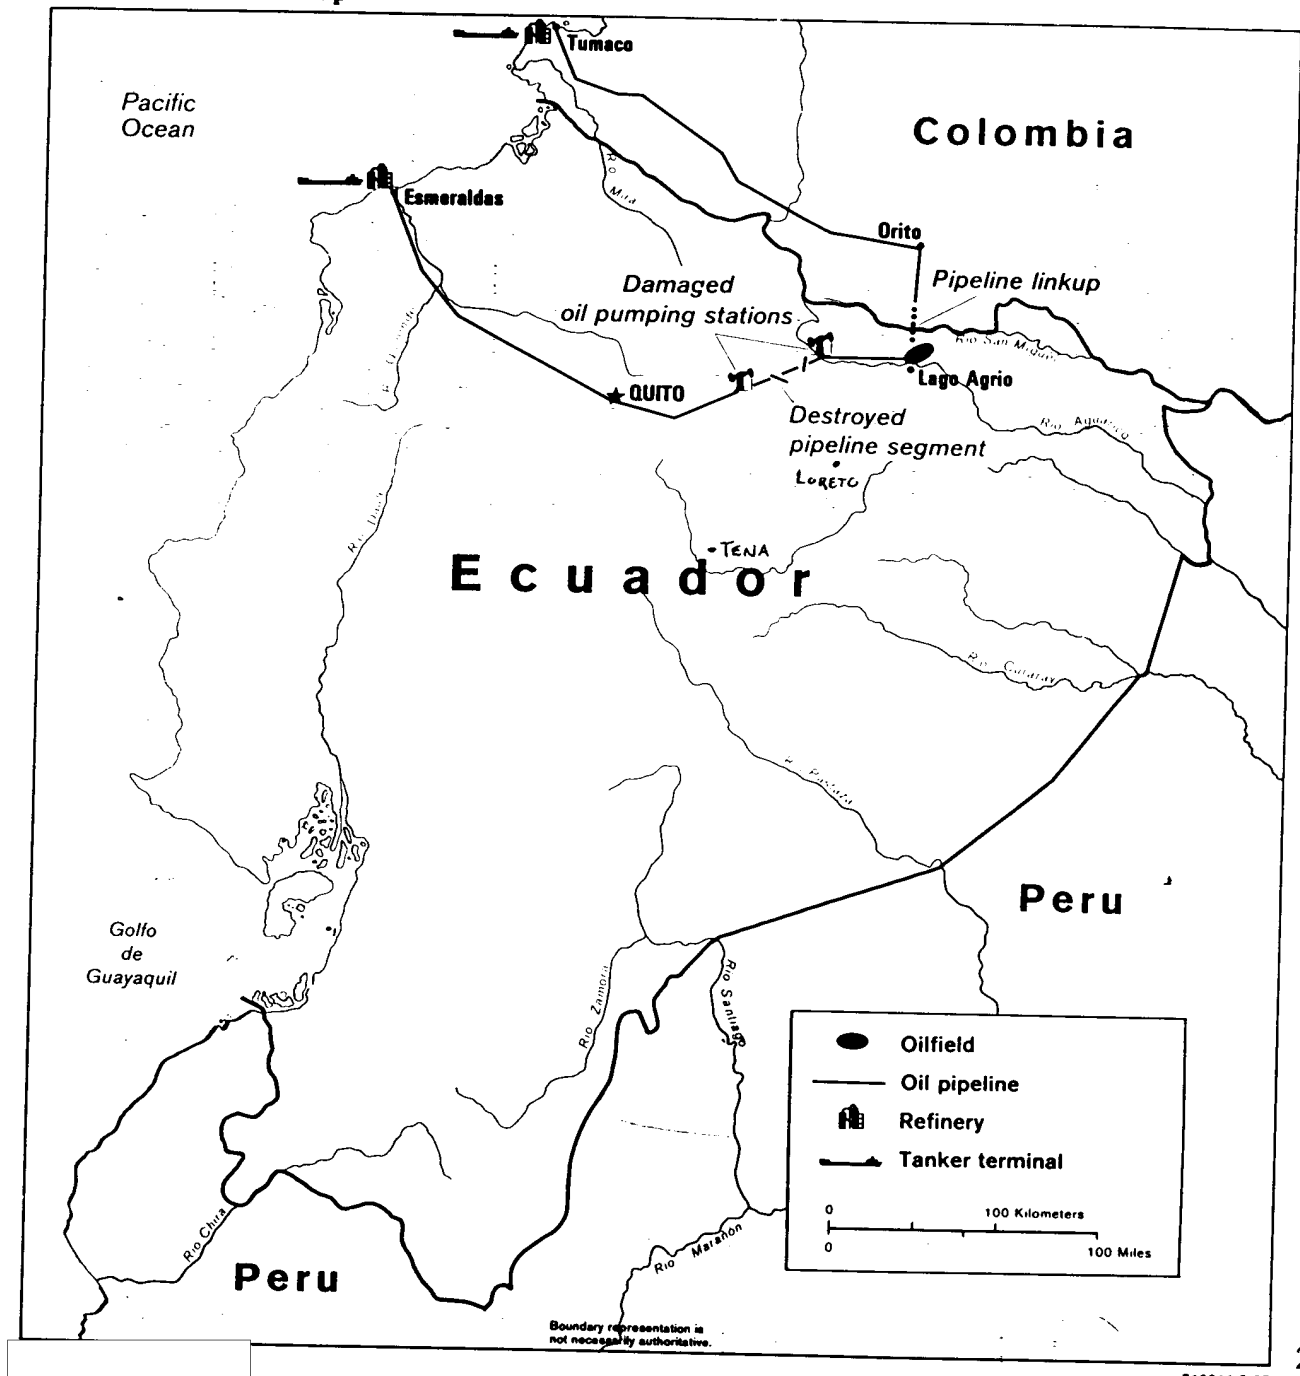 Tumaco
Pacific
Ocean
Colombia
Esmeraldas
Rio
Mira
Orito
Damaged
oil pumping stations
Pipeline linkup
Rio San Miguel
Lago Agrio
QUITO
Destroyed
pipeline segment
Rio Aguarico
LORETO
TENA
Ecuador
Rio Curaray
Peru
Golfo
de
Guayaquil
Rio Zamora
Rio Santiago
Oilfield
Oil pipeline
Refinery
Tanker terminal
0
100 Kilometers
0
100 Miles
Rio Chira
Rio Marañón
Peru
Boundary representation is
not necessarily authoritative.